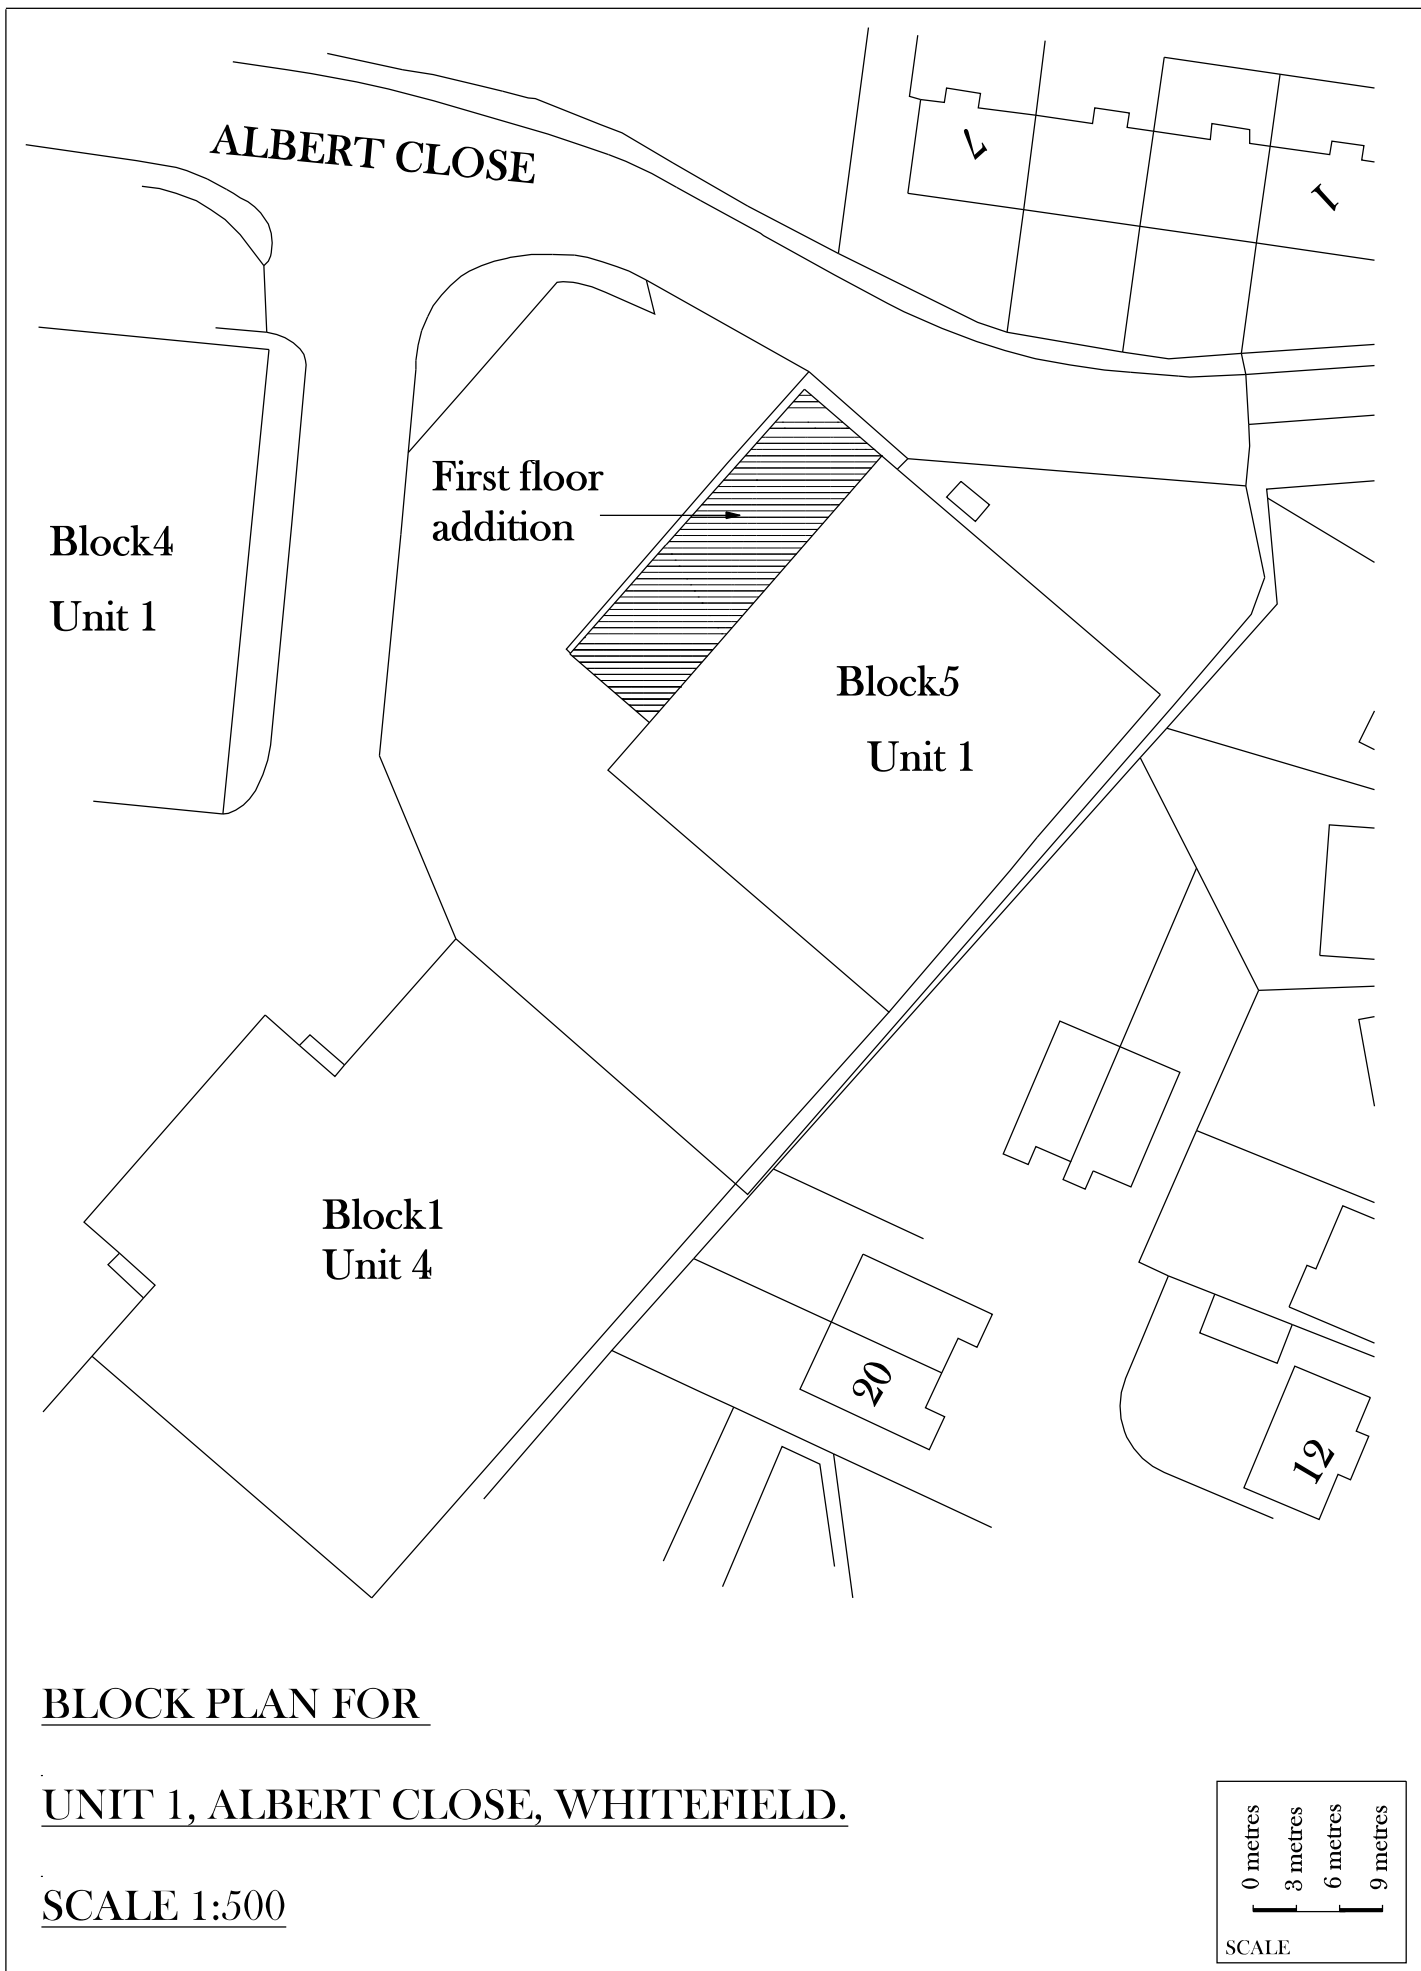 ALBERT CLOSE
7
1
First floor
addition
Block4
Unit 1
Block5
Unit 1
Block1
Unit 4
20
12
BLOCK PLAN FOR
UNIT 1, ALBERT CLOSE, WHITEFIELD.
SCALE 1:500
0 metres
3 metres
6 metres
9 metres
SCALE